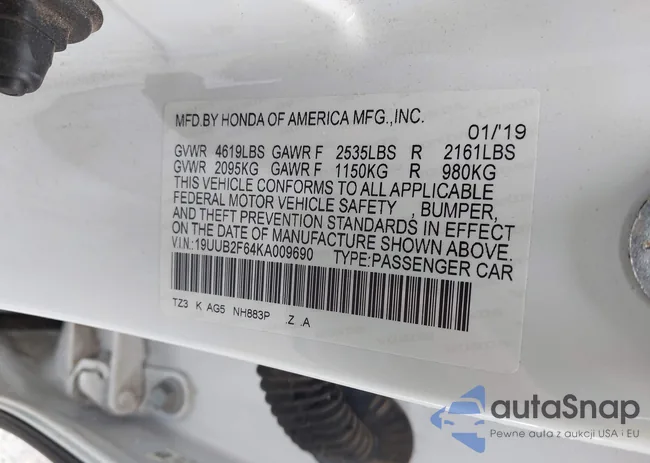 MFD.BY HONDA OF AMERICA MFG.,INC.
01/'19
GVWR 4619LBS GAWR F 2535LBS R 2161LBS
GVWR 2095KG GAWR F 1150KG R 980KG
THIS VEHICLE CONFORMS TO ALL APPLICABLE
FEDERAL MOTOR VEHICLE SAFETY , BUMPER,
AND THEFT PREVENTION STANDARDS IN EFFECT
ON THE DATE OF MANUFACTURE SHOWN ABOVE.
V.I.N.:19UUB2F64KA009690 TYPE:PASSENGER CAR
TZ3 K AG5 NH883P .Z .A
autaSnap
Pewne auta z aukcji USA i EU